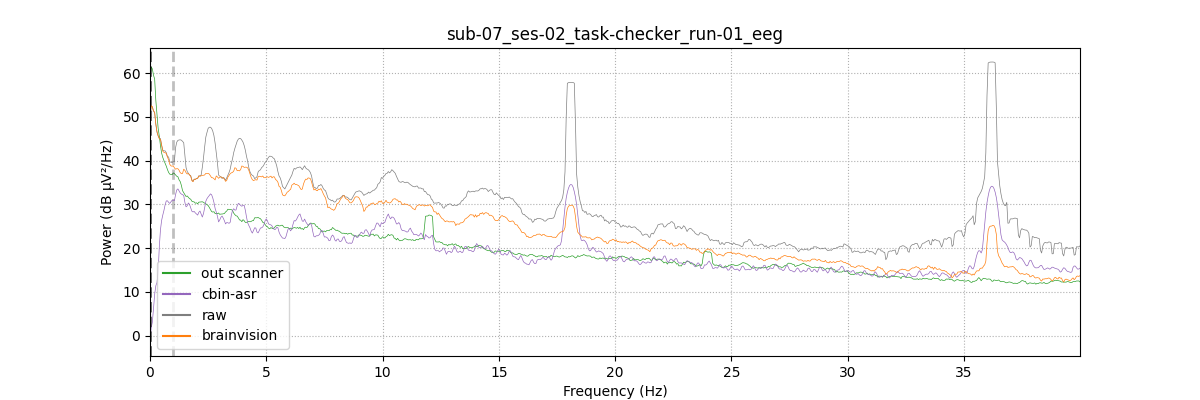 sub-07_ses-02_task-checker_run-01_eeg
Power (dB µV²/Hz)
60
50
40
30
20
10
0
out scanner
cbin-asr
raw
brainvision
0 5 10 15 20 25 30 35
Frequency (Hz)